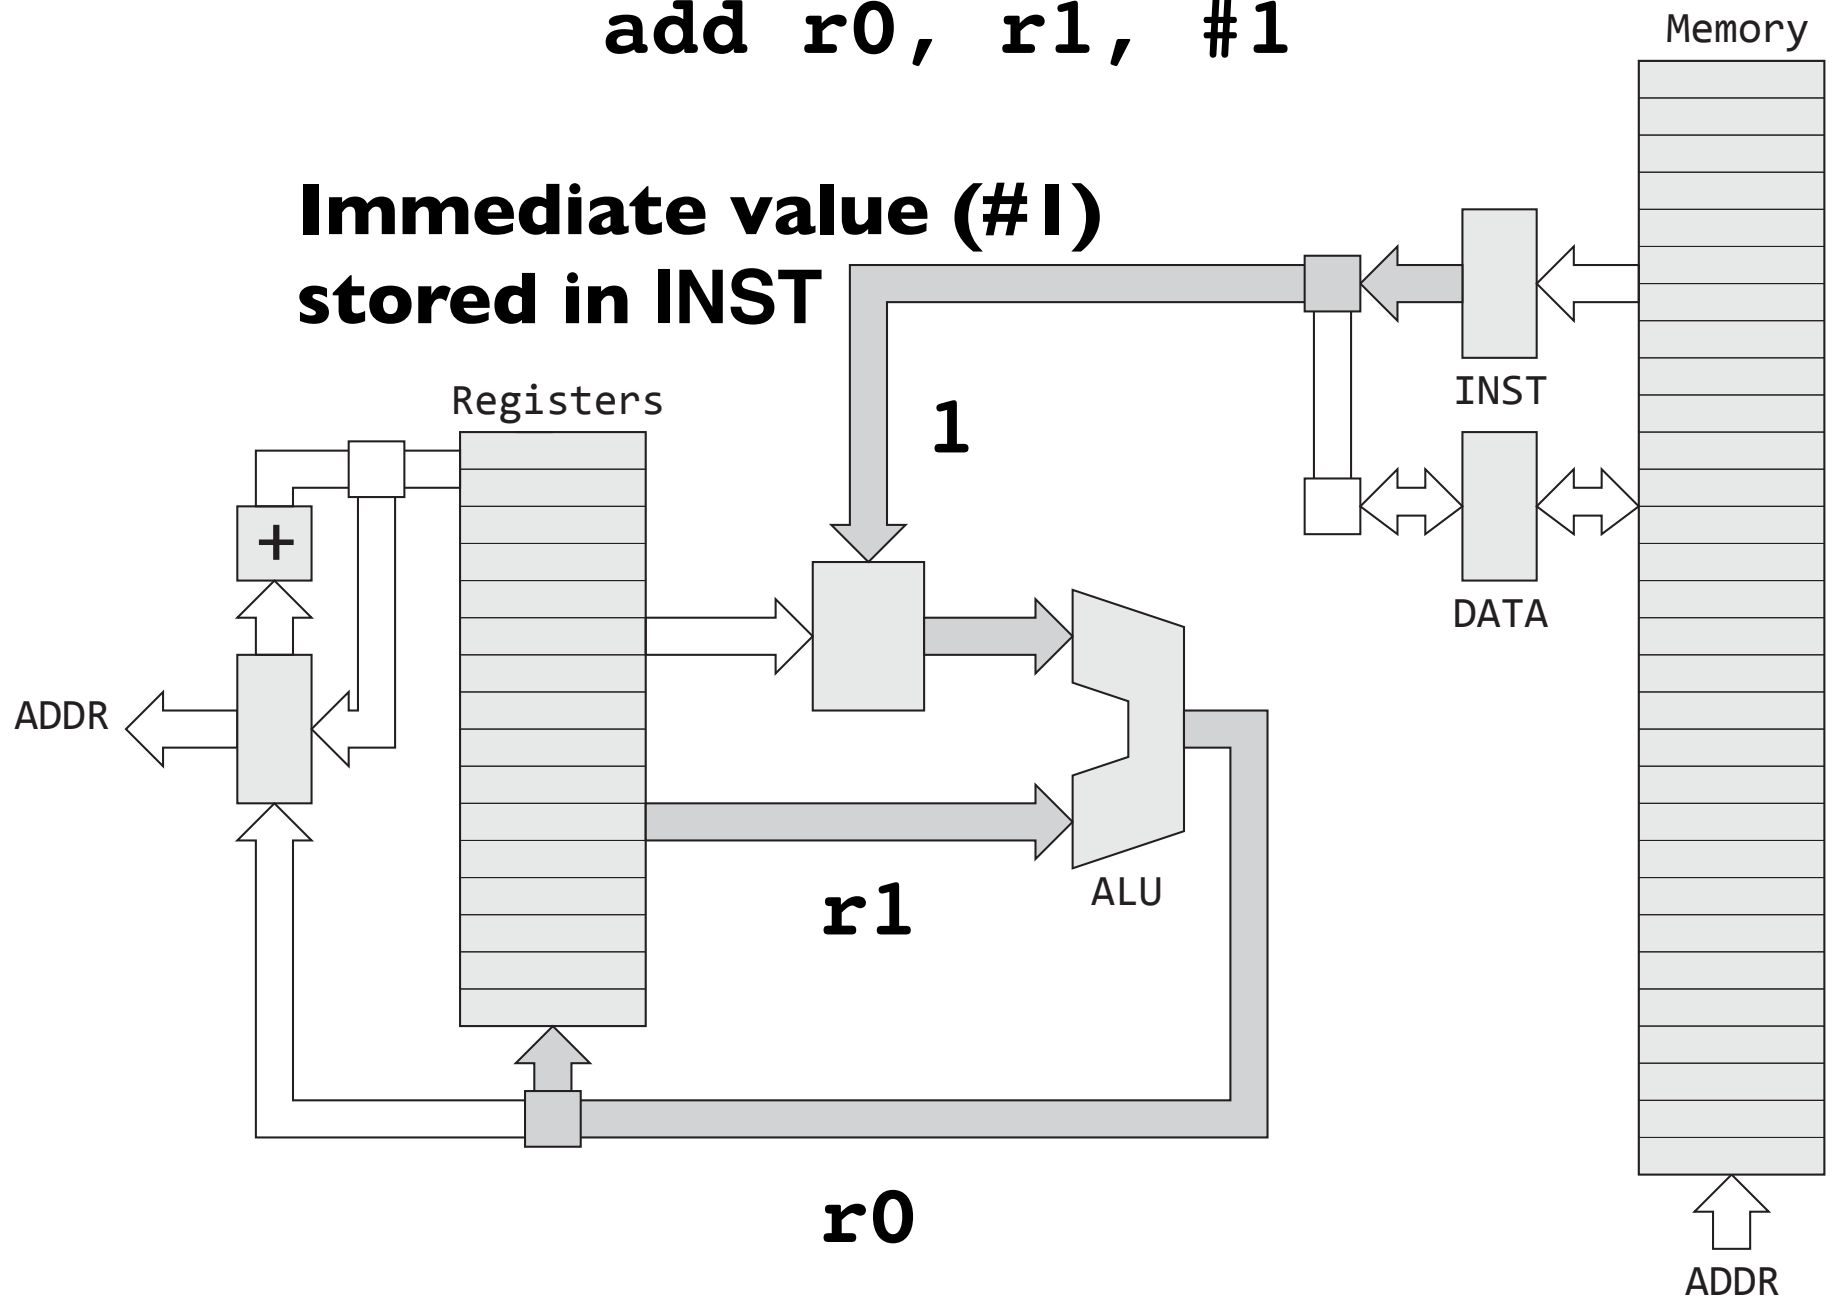 add r0, r1, #1
Memory
Immediate value (#1)
stored in INST
INST
Registers
1
+
DATA
ADDR
ALU
r1
r0
ADDR